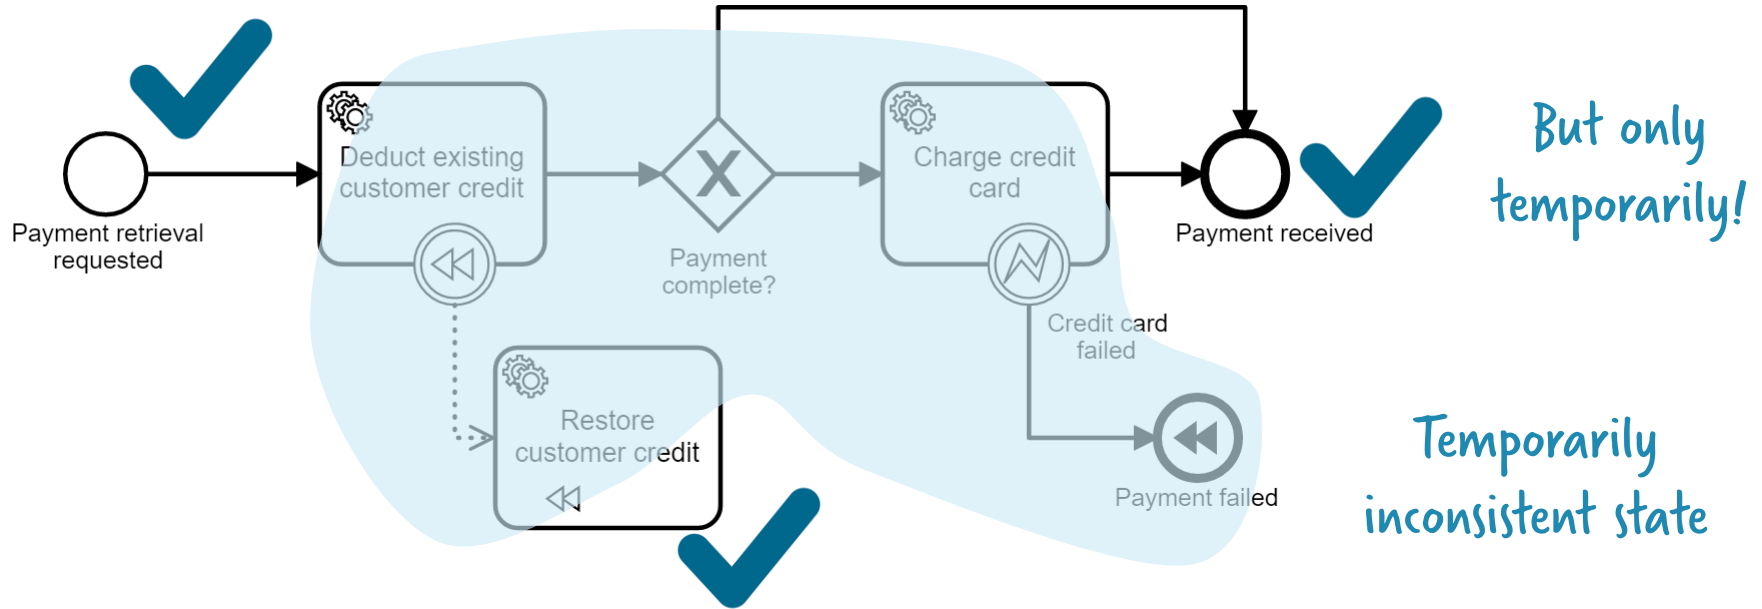 Payment retrieval
requested
Deduct existing
customer credit
Payment
complete?
Charge credit
card
Payment received
But only
temporarily!
Credit card
failed
Restore
customer credit
Payment failed
Temporarily
inconsistent state